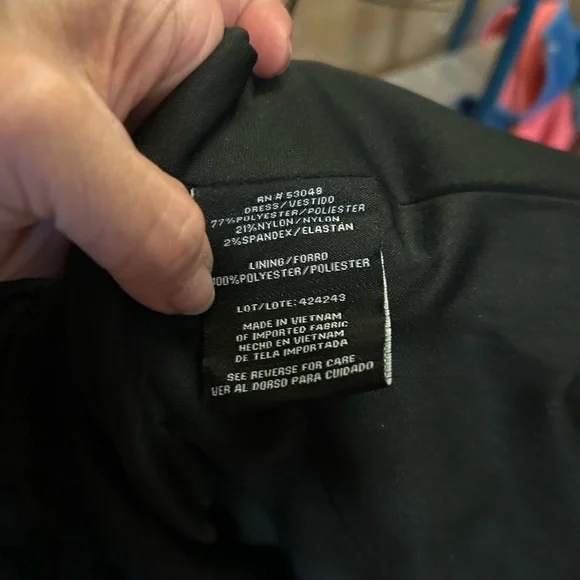 RN # 53049
DRESS/VESTIDO
77%POLYESTER/POLIESTER
21%NYLON/NYLON
2%SPANDEX/ELASTAN
LINING/FORRO
100%POLYESTER/POLIESTER
LOT/LOTE: 424243
MADE IN VIETNAM
OF IMPORTED FABRIC
HECHO EN VIETNAM
DE TELA IMPORTADA
SEE REVERSE FOR CARE
VER AL DORSO PARA CUIDADO